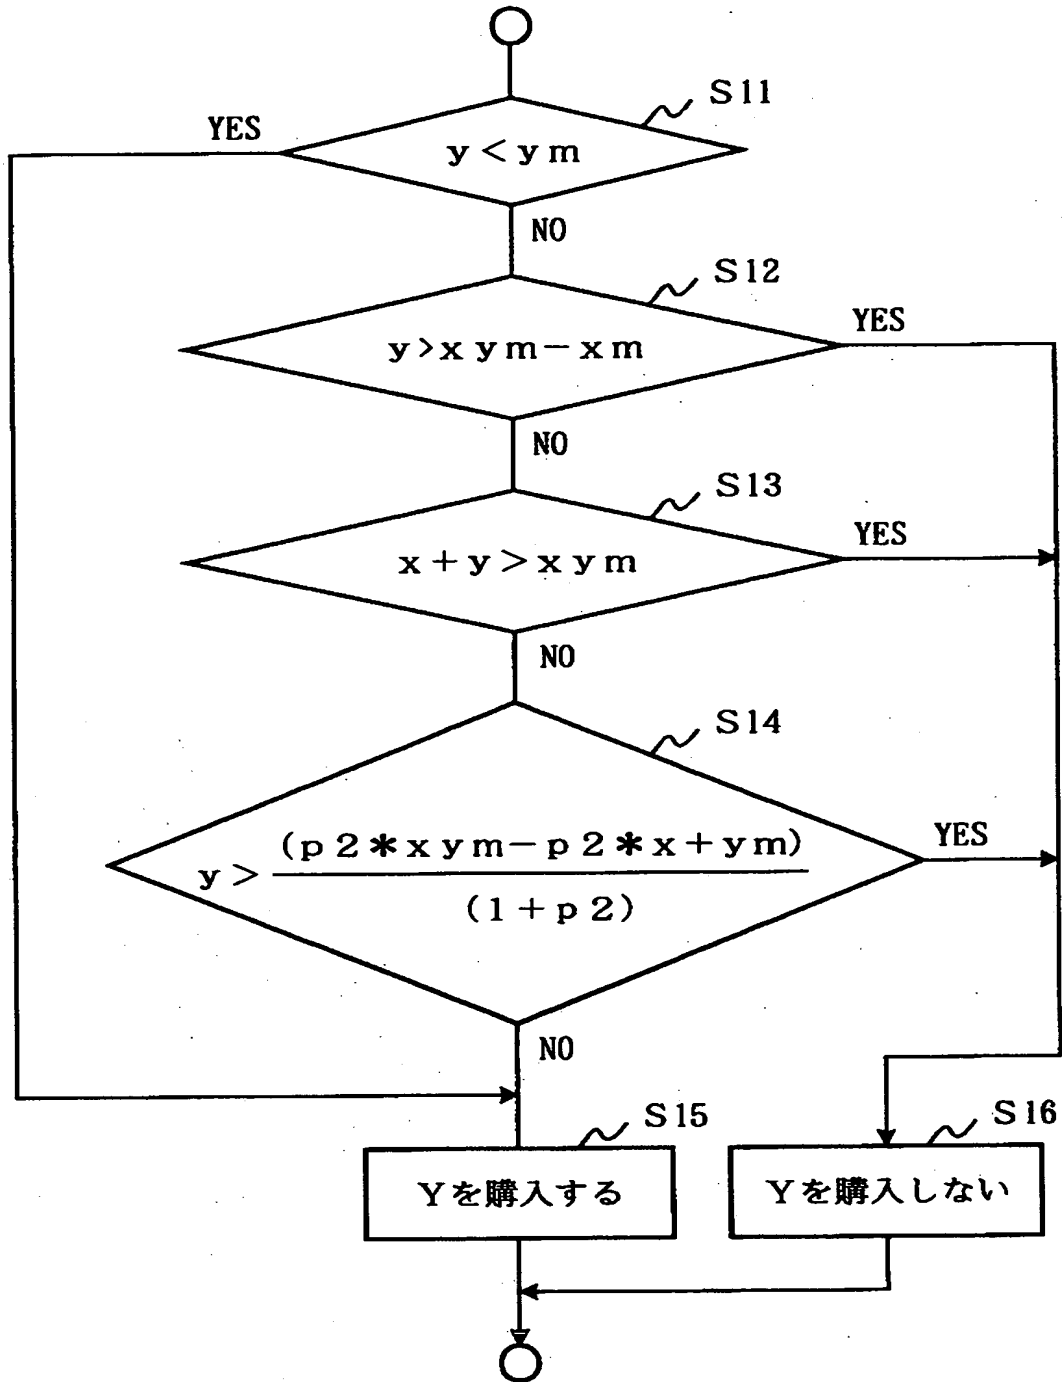 S11
YES
y<ym
NO
S12
YES
y>xym-xm
NO
S13
YES
x+y>xym
NO
S14
YES
(p2*xym-p2*x+ym)
y>
(1+p2)
NO
S15
S16
Yを購入する
Yを購入しない